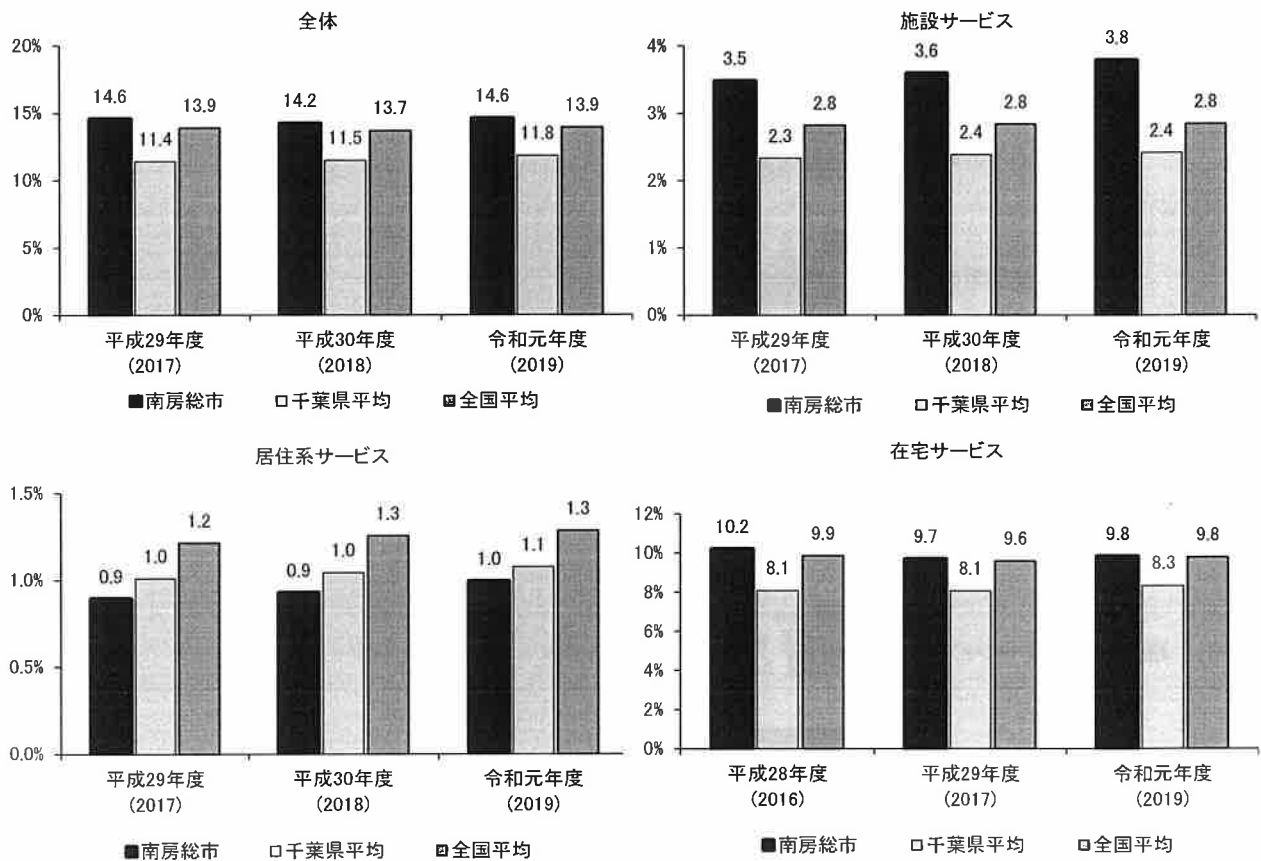 全体
20%
15%
10%
5%
0%
14.6 11.4 13.9 14.2 11.5 13.7 14.6 11.8 13.9
平成29年度 平成30年度 令和元年度
(2017) (2018) (2019)
■南房総市 □千葉県平均 全国平均
施設サービス
4%
3%
2%
1%
0%
3.5 2.3 2.8 3.6 2.4 2.8 3.8 2.4 2.8
平成29年度 平成30年度 令和元年度
(2017) (2018) (2019)
■南房総市 □千葉県平均 全国平均
居住系サービス
1.5%
1.0%
0.5%
0.0%
0.9 1.0 1.2 0.9 1.0 1.3 1.0 1.1 1.3
平成29年度 平成30年度 令和元年度
(2017) (2018) (2019)
■南房総市 □千葉県平均 全国平均
在宅サービス
12%
10%
8%
6%
4%
2%
0%
10.2 8.1 9.9 9.7 8.1 9.6 9.8 8.3 9.8
平成28年度 平成29年度 令和元年度
(2016) (2017) (2019)
■南房総市 □千葉県平均 全国平均